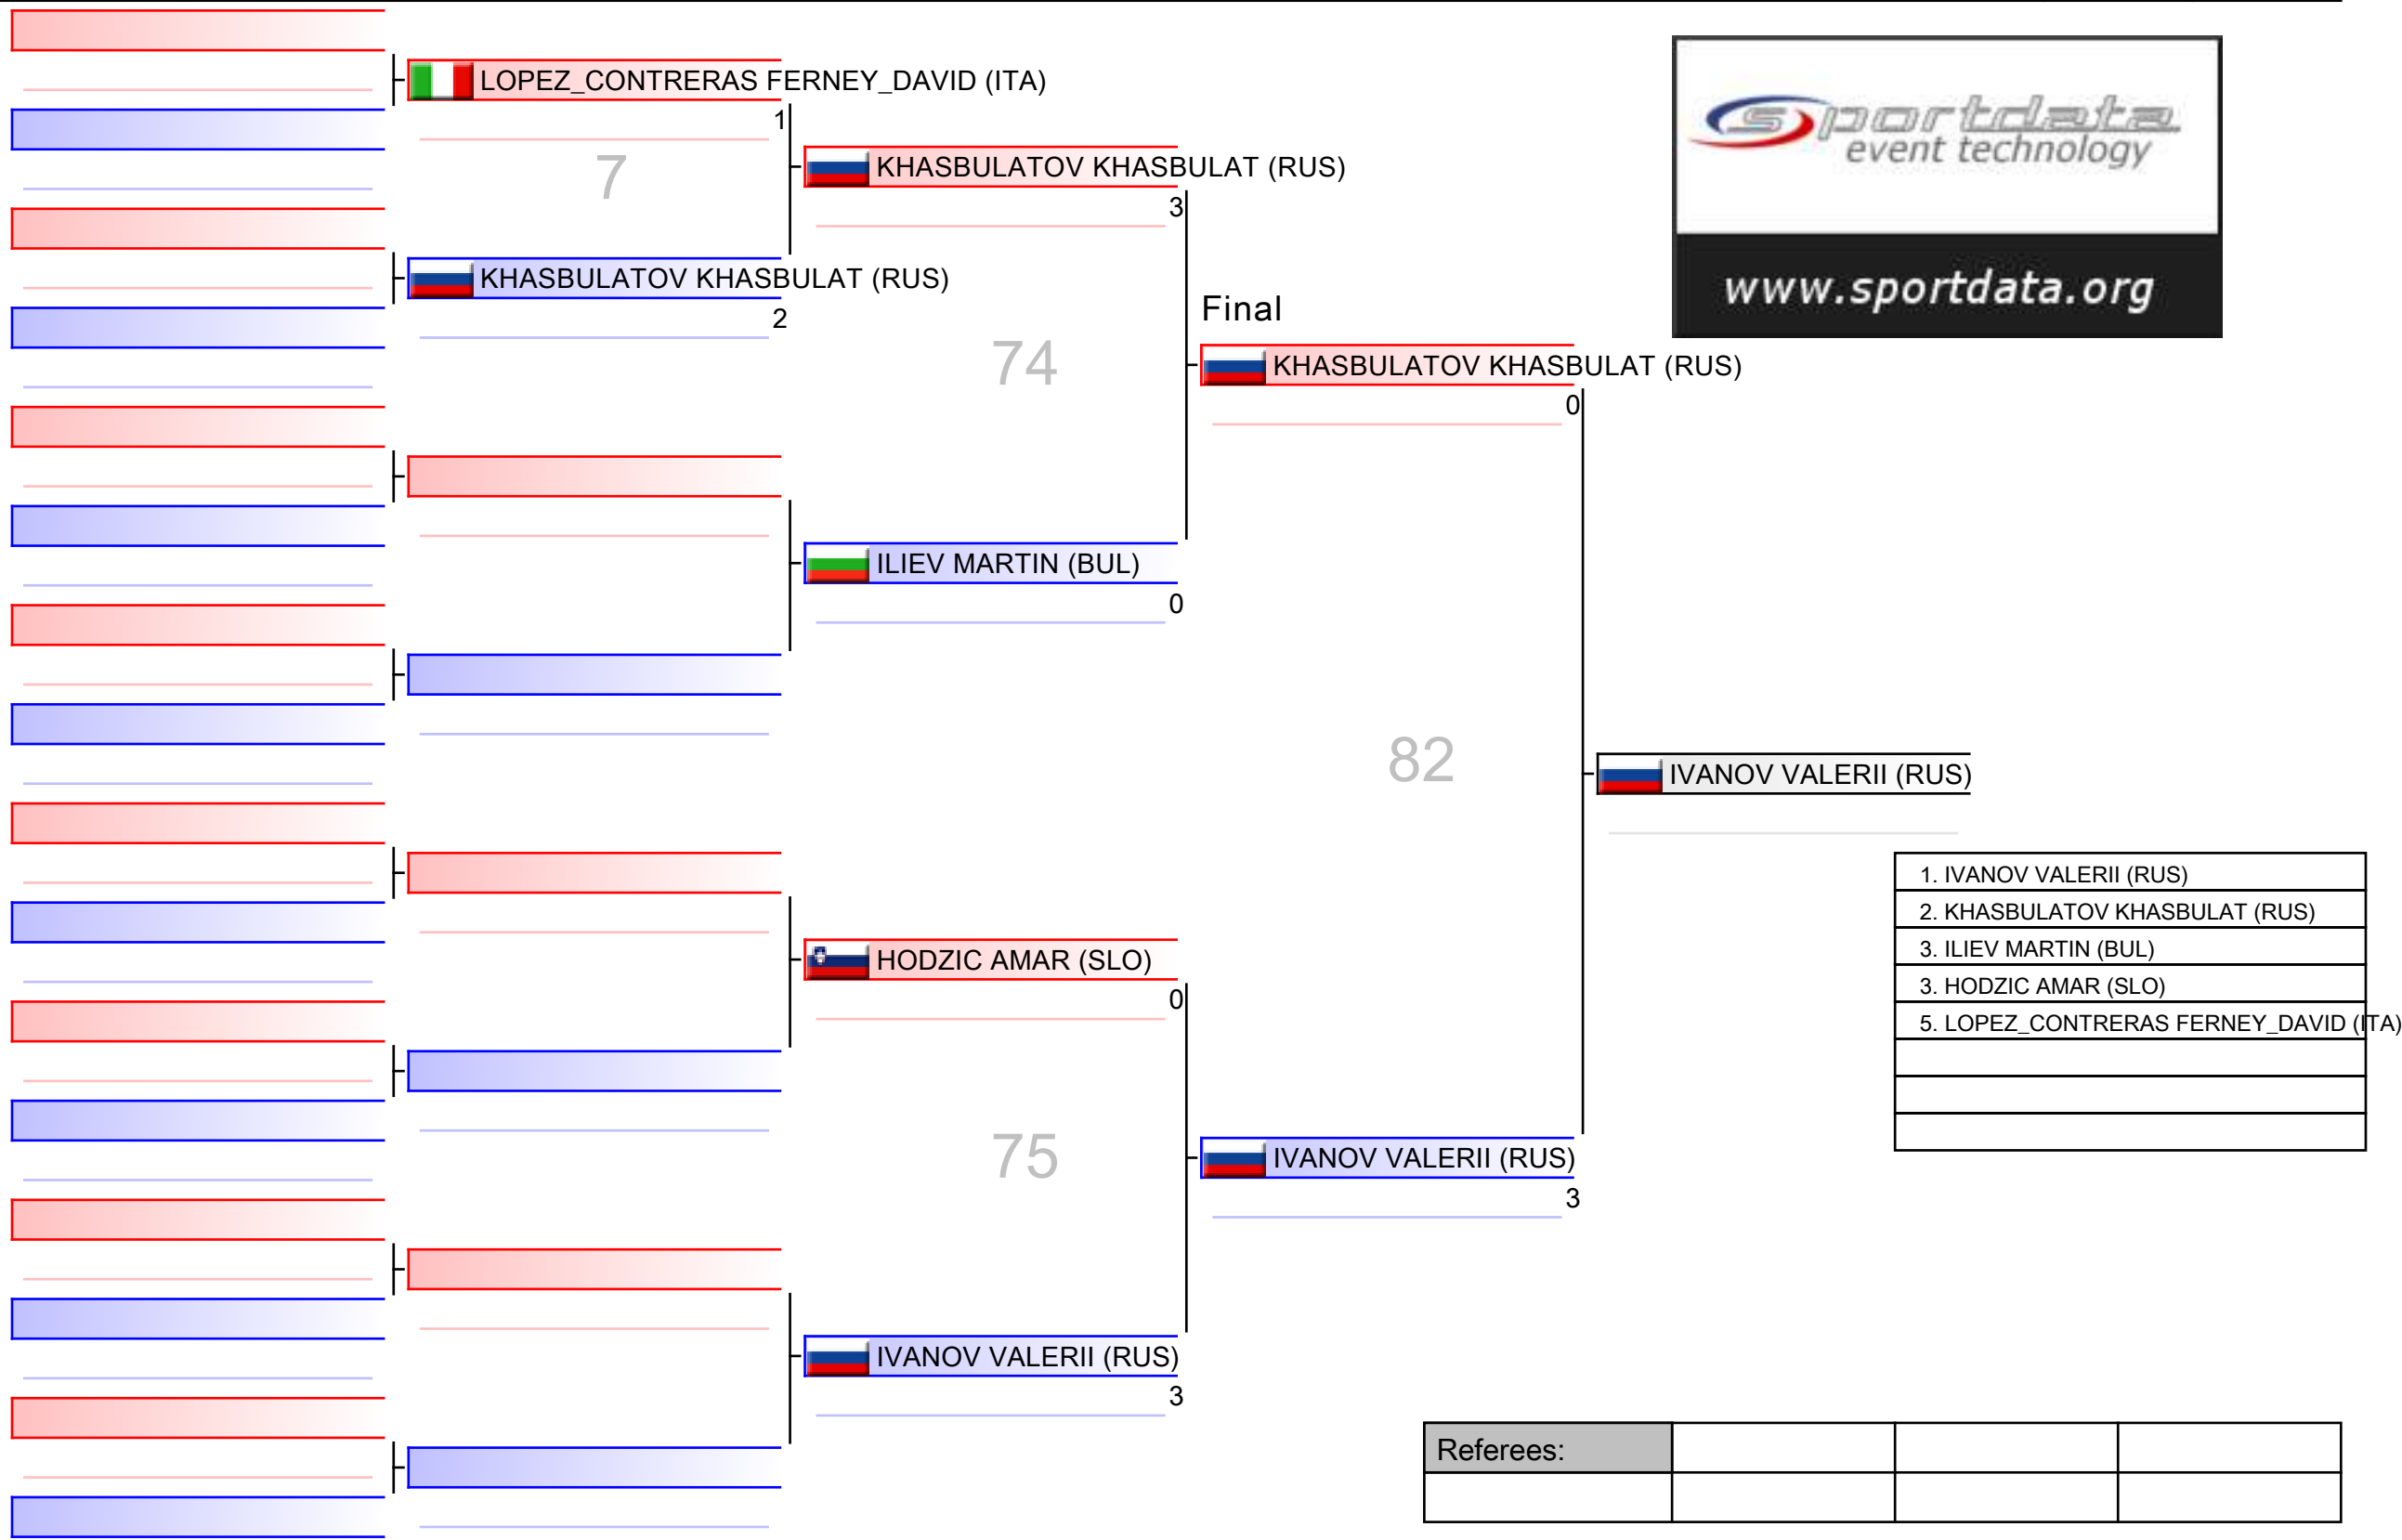 LOPEZ_CONTRERAS FERNEY_DAVID (ITA)
1
7
KHASBULATOV KHASBULAT (RUS)
2
KHASBULATOV KHASBULAT (RUS)
3
74
ILIEV MARTIN (BUL)
0
HODZIC AMAR (SLO)
0
75
IVANOV VALERII (RUS)
3
Final
KHASBULATOV KHASBULAT (RUS)
0
82
IVANOV VALERII (RUS)
3
IVANOV VALERII (RUS)
sportdata
event technology
www.sportdata.org
1. IVANOV VALERII (RUS)
2. KHASBULATOV KHASBULAT (RUS)
3. ILIEV MARTIN (BUL)
3. HODZIC AMAR (SLO)
5. LOPEZ_CONTRERAS FERNEY_DAVID (ITA)
Referees: